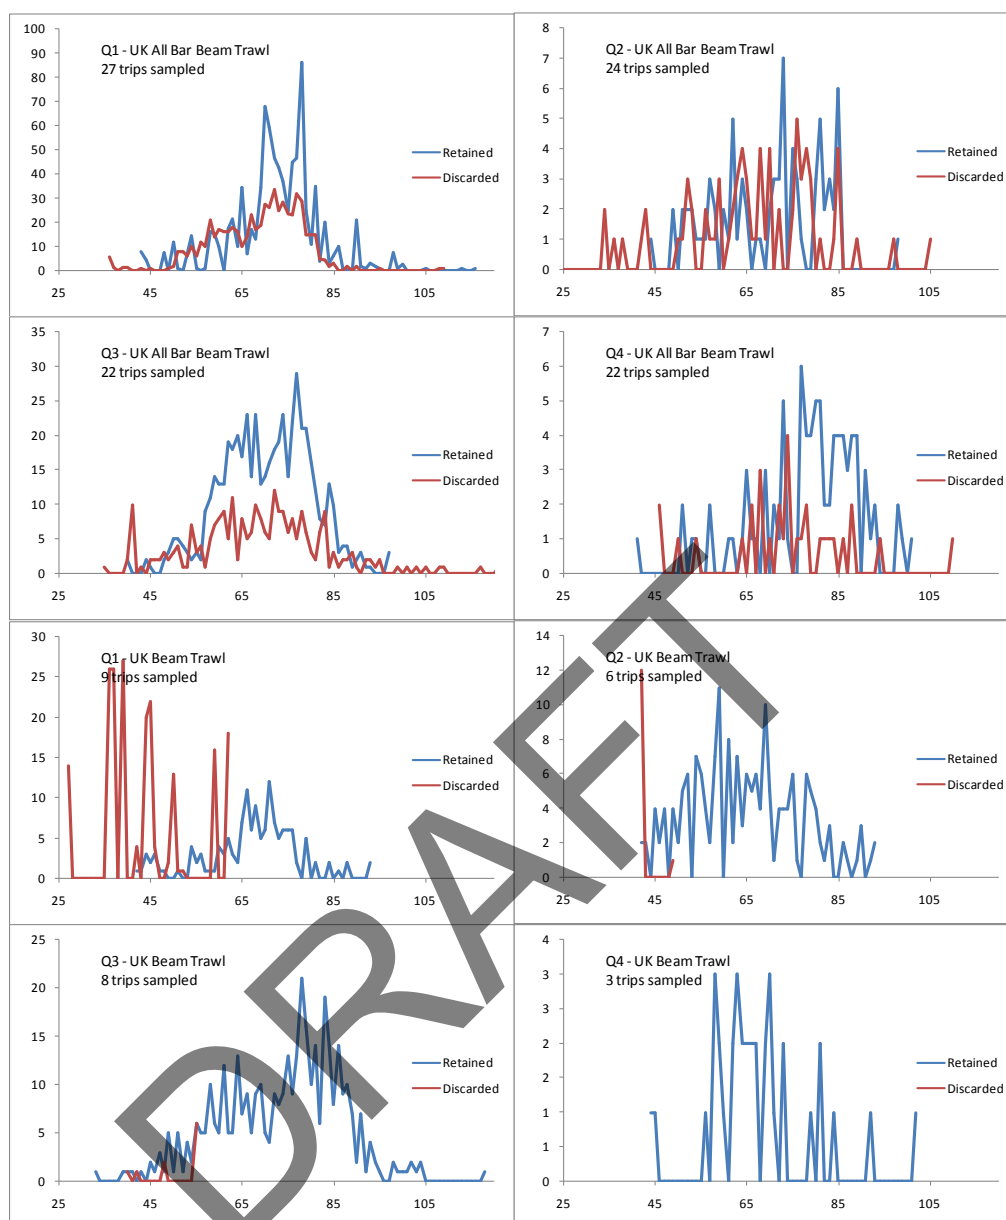 Q1 - UK All Bar Beam Trawl
27 trips sampled
100
90
80
70
60
50
40
30
20
10
0
25 45 65 85 105
Retained
Discarded
Q2 - UK All Bar Beam Trawl
24 trips sampled
8
7
6
5
4
3
2
1
0
25 45 65 85 105
Retained
Discarded
Q3 - UK All Bar Beam Trawl
22 trips sampled
35
30
25
20
15
10
5
0
25 45 65 85 105
Retained
Discarded
Q4 - UK All Bar Beam Trawl
22 trips sampled
7
6
5
4
3
2
1
0
25 45 65 85 105
Retained
Discarded
Q1 - UK Beam Trawl
9 trips sampled
30
25
20
15
10
5
0
25 45 65 85 105
Retained
Discarded
Q2 - UK Beam Trawl
6 trips sampled
14
12
10
8
6
4
2
0
25 45 65 85 105
Retained
Discarded
Q3 - UK Beam Trawl
8 trips sampled
25
20
15
10
5
0
25 45 65 85 105
Retained
Discarded
Q4 - UK Beam Trawl
3 trips sampled
4
3
3
2
2
1
1
0
25 45 65 85 105
Retained
Discarded
DRAFT